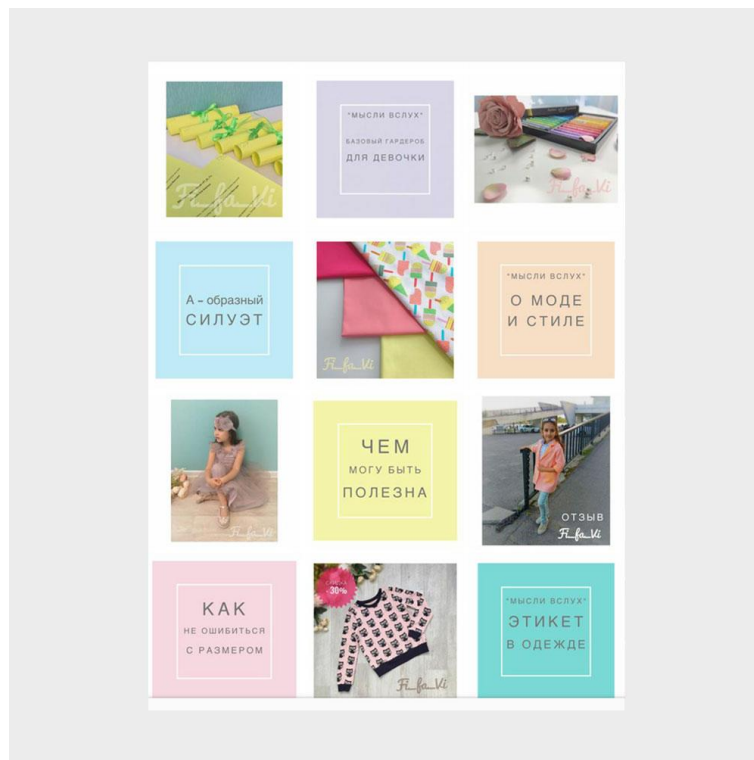 Fi_fa_Vi
"МЫСЛИ ВСЛУХ"
БАЗОВЫЙ ГАРДЕРОБ
ДЛЯ ДЕВОЧКИ
Fi_fa_Vi
А – образный
СИЛУЭТ
Fi_fa_Vi
"МЫСЛИ ВСЛУХ"
О МОДЕ
И СТИЛЕ
Fi_fa_Vi
ЧЕМ
МОГУ БЫТЬ
ПОЛЕЗНА
ОТЗЫВ
Fi_fa_Vi
КАК
НЕ ОШИБИТЬСЯ
С РАЗМЕРОМ
СКИДКА
-30%
Fi_fa_Vi
"МЫСЛИ ВСЛУХ"
ЭТИКЕТ
В ОДЕЖДЕ